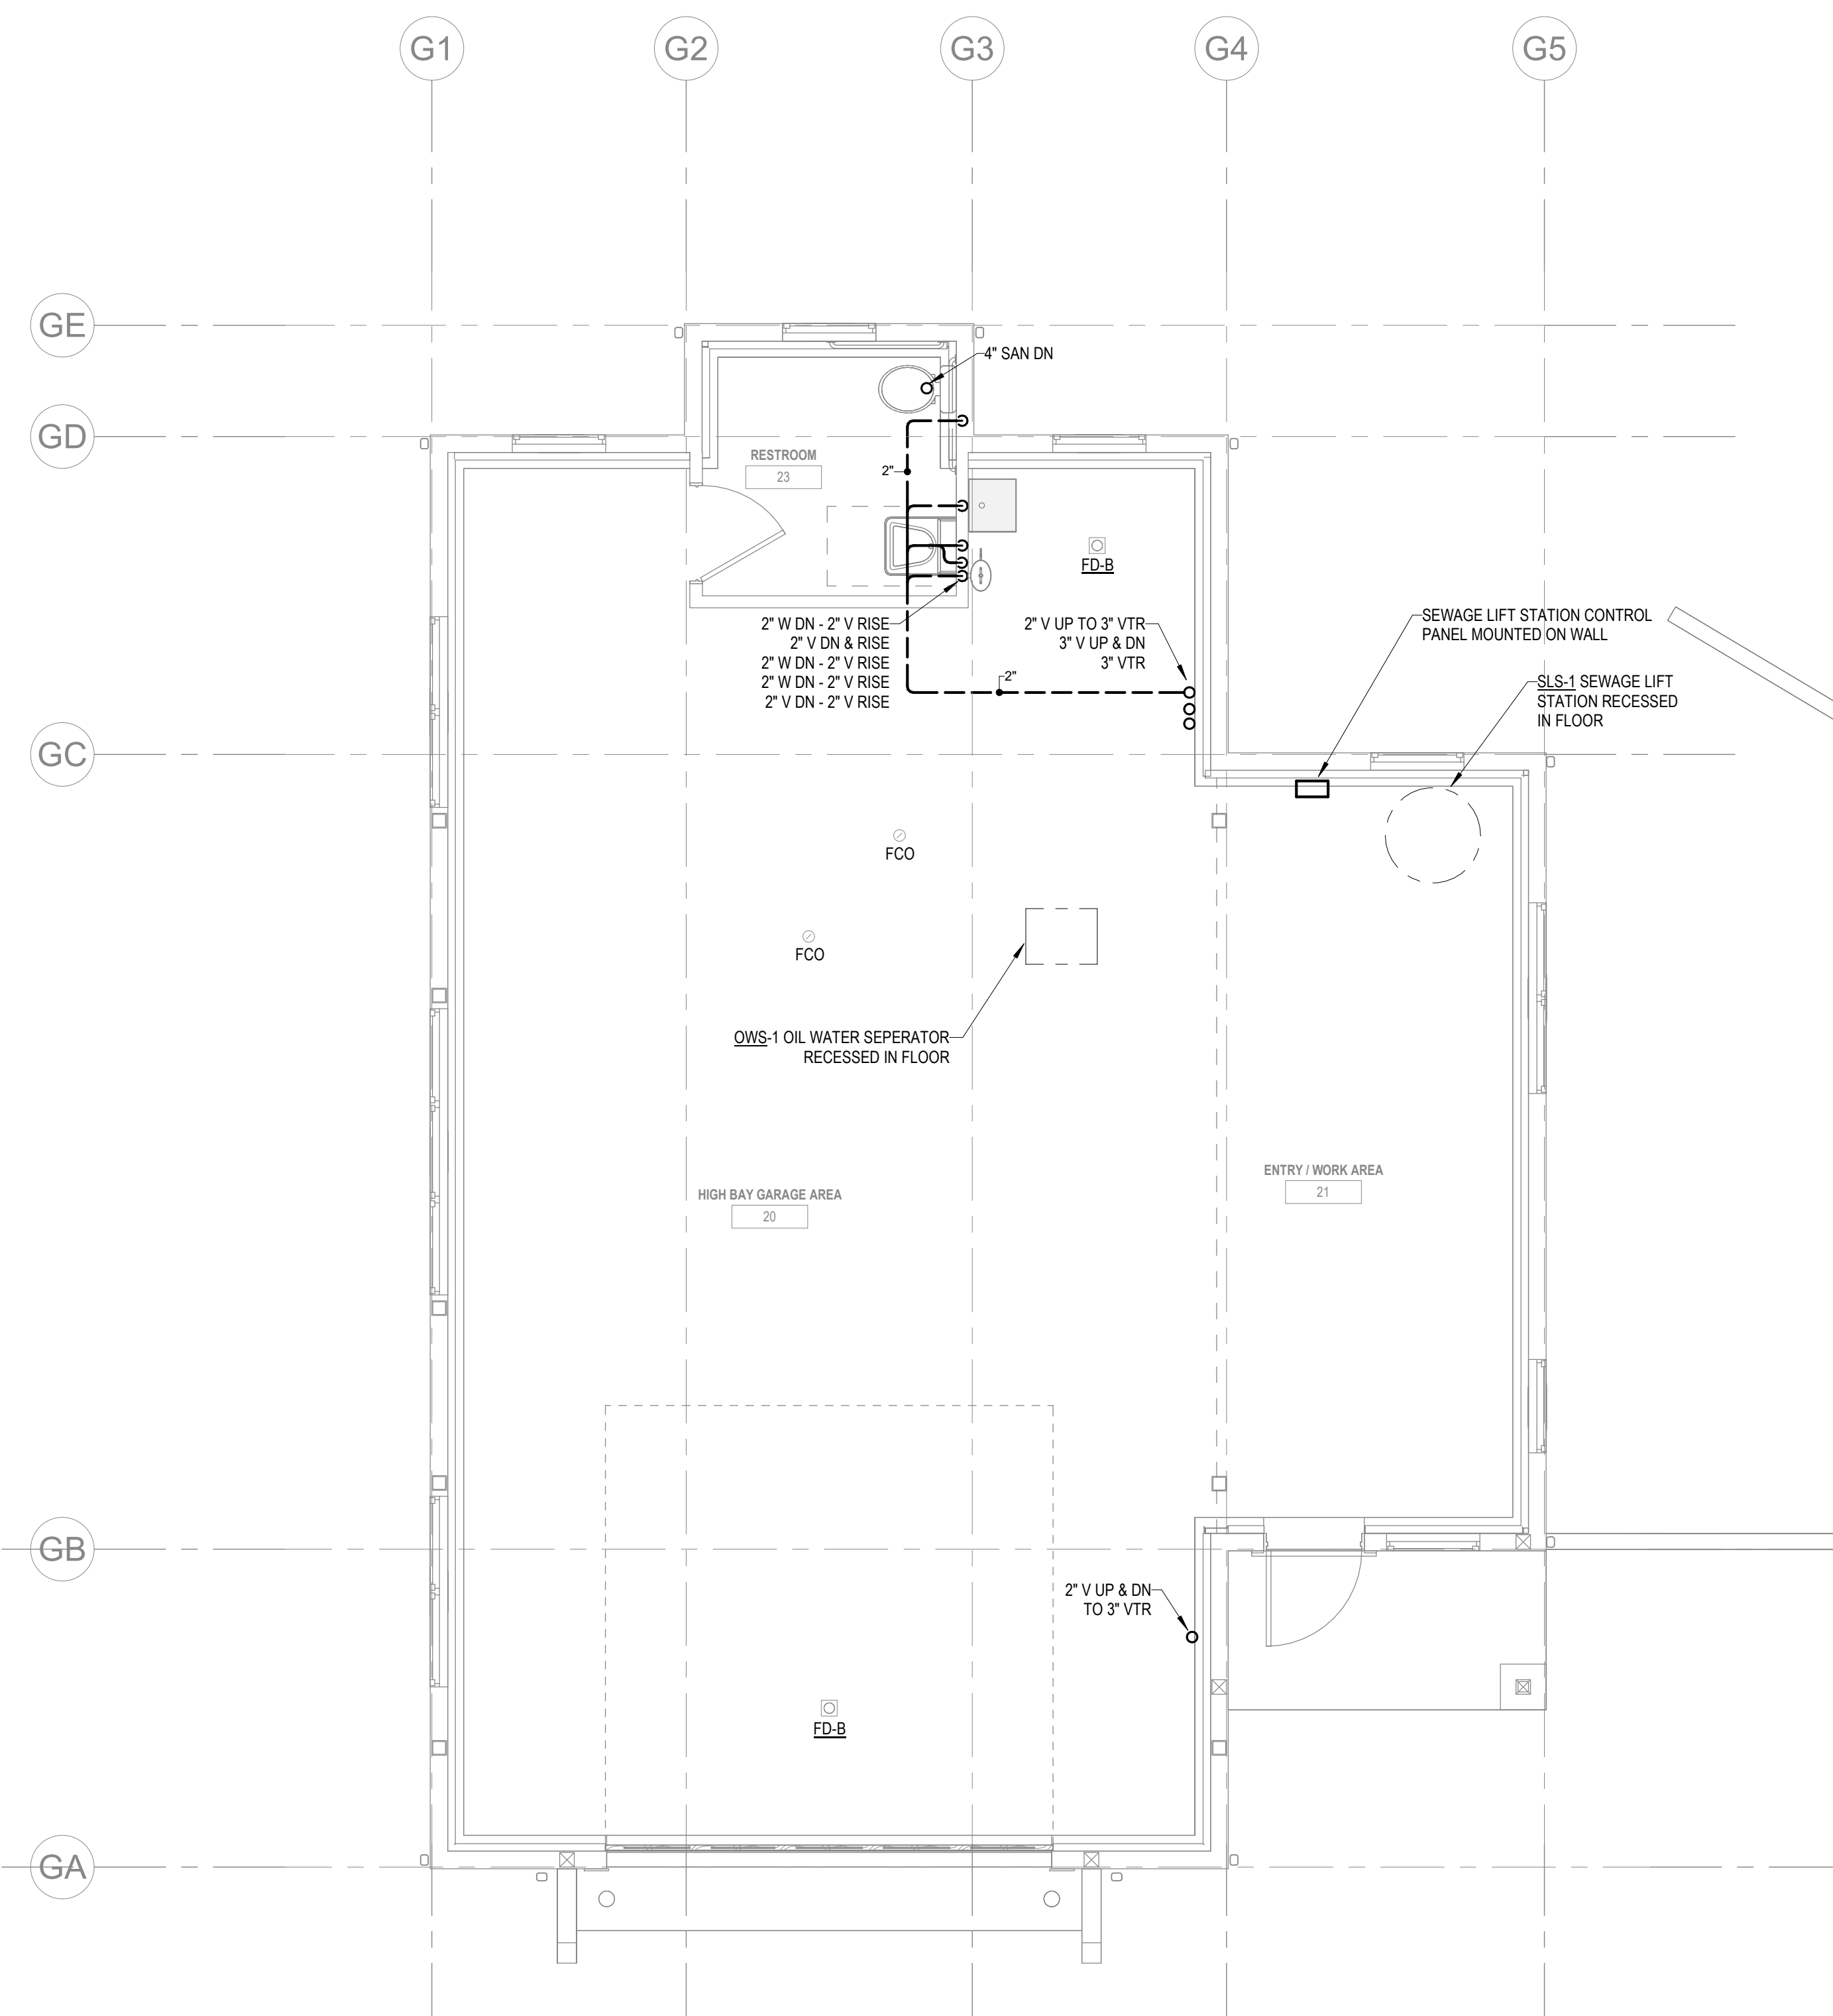 G1
G2
G3
G4
G5
GE
4" SAN DN
GD
RESTROOM
23
2"
FD-B
2" W DN - 2" V RISE
2" V DN & RISE
2" W DN - 2" V RISE
2" W DN - 2" V RISE
2" V DN - 2" V RISE
2" V UP TO 3" VTR
3" V UP & DN
3" VTR
2"
SEWAGE LIFT STATION CONTROL
PANEL MOUNTED ON WALL
SLS-1 SEWAGE LIFT
STATION RECESSED
IN FLOOR
GC
FCO
FCO
OWS-1 OIL WATER SEPERATOR
RECESSED IN FLOOR
ENTRY / WORK AREA
21
HIGH BAY GARAGE AREA
20
GB
2" V UP & DN
TO 3" VTR
FD-B
GA